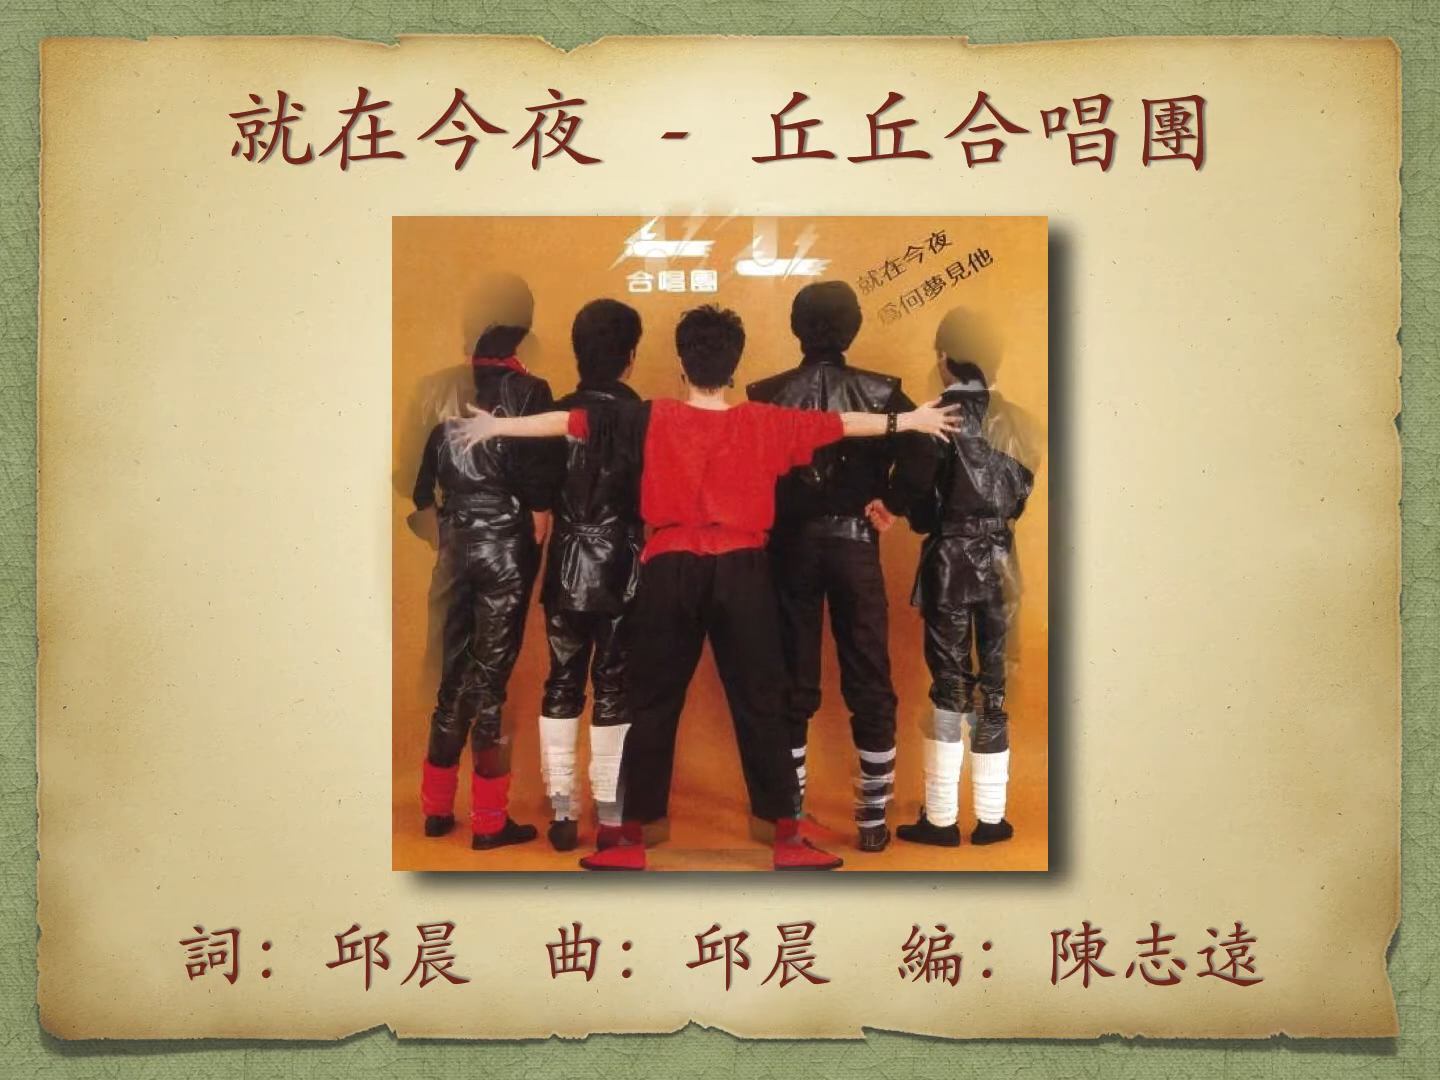 就在今夜 - 丘丘合唱團
合唱團
就在今夜
為何夢見他
詞：邱晨 曲：邱晨 編：陳志遠